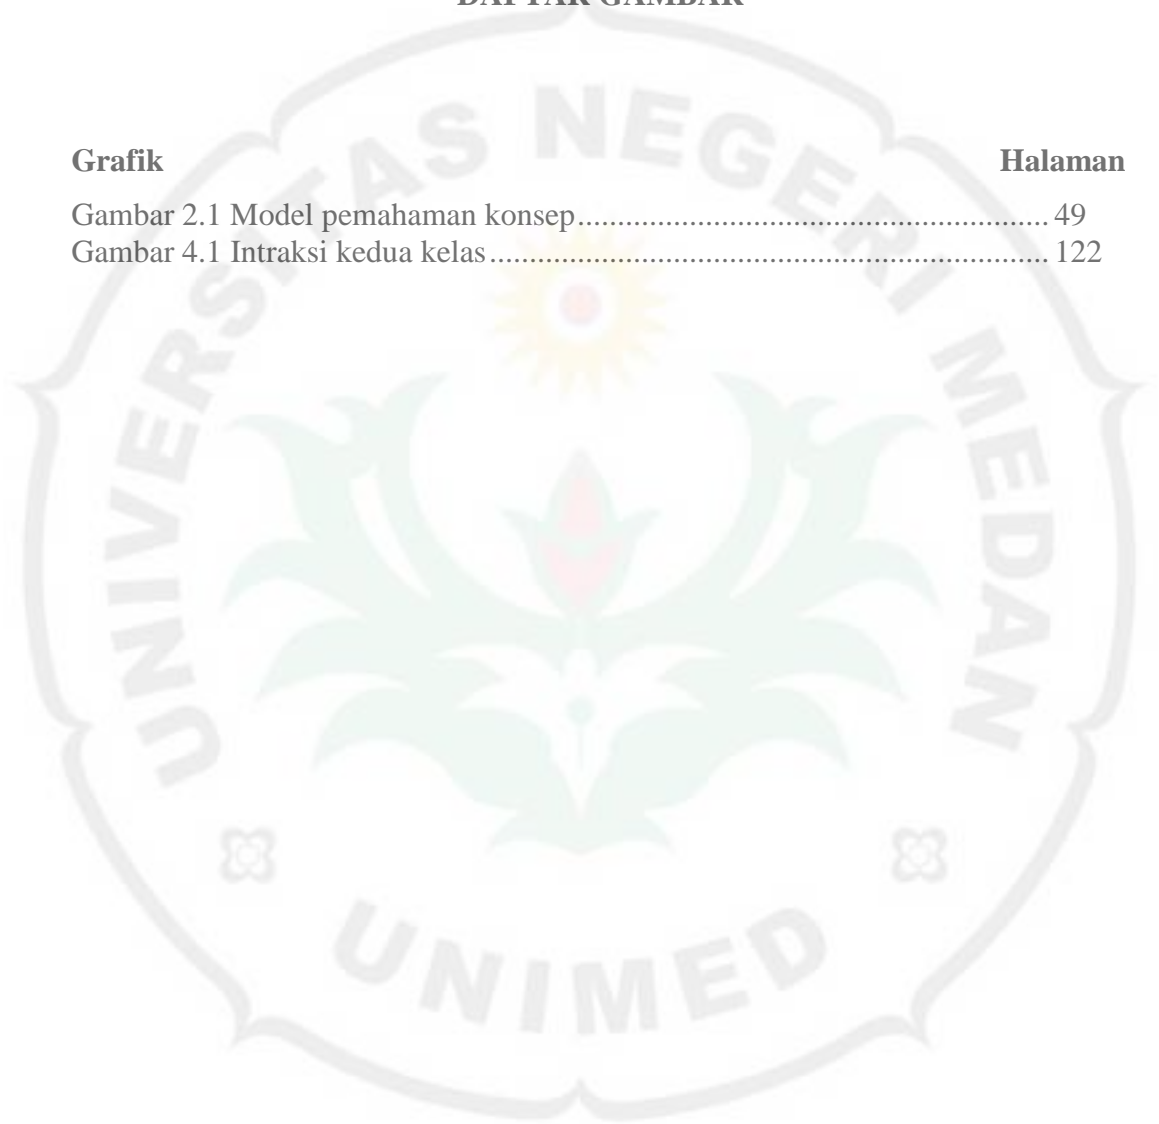 DAFTAR GAMBAR
Grafik Halaman
Gambar 2.1 Model pemahaman konsep........................................................... 49
Gambar 4.1 Intraksi kedua kelas...................................................................... 122
UNIVERSITAS NEGERI MEDAN
UNIMED